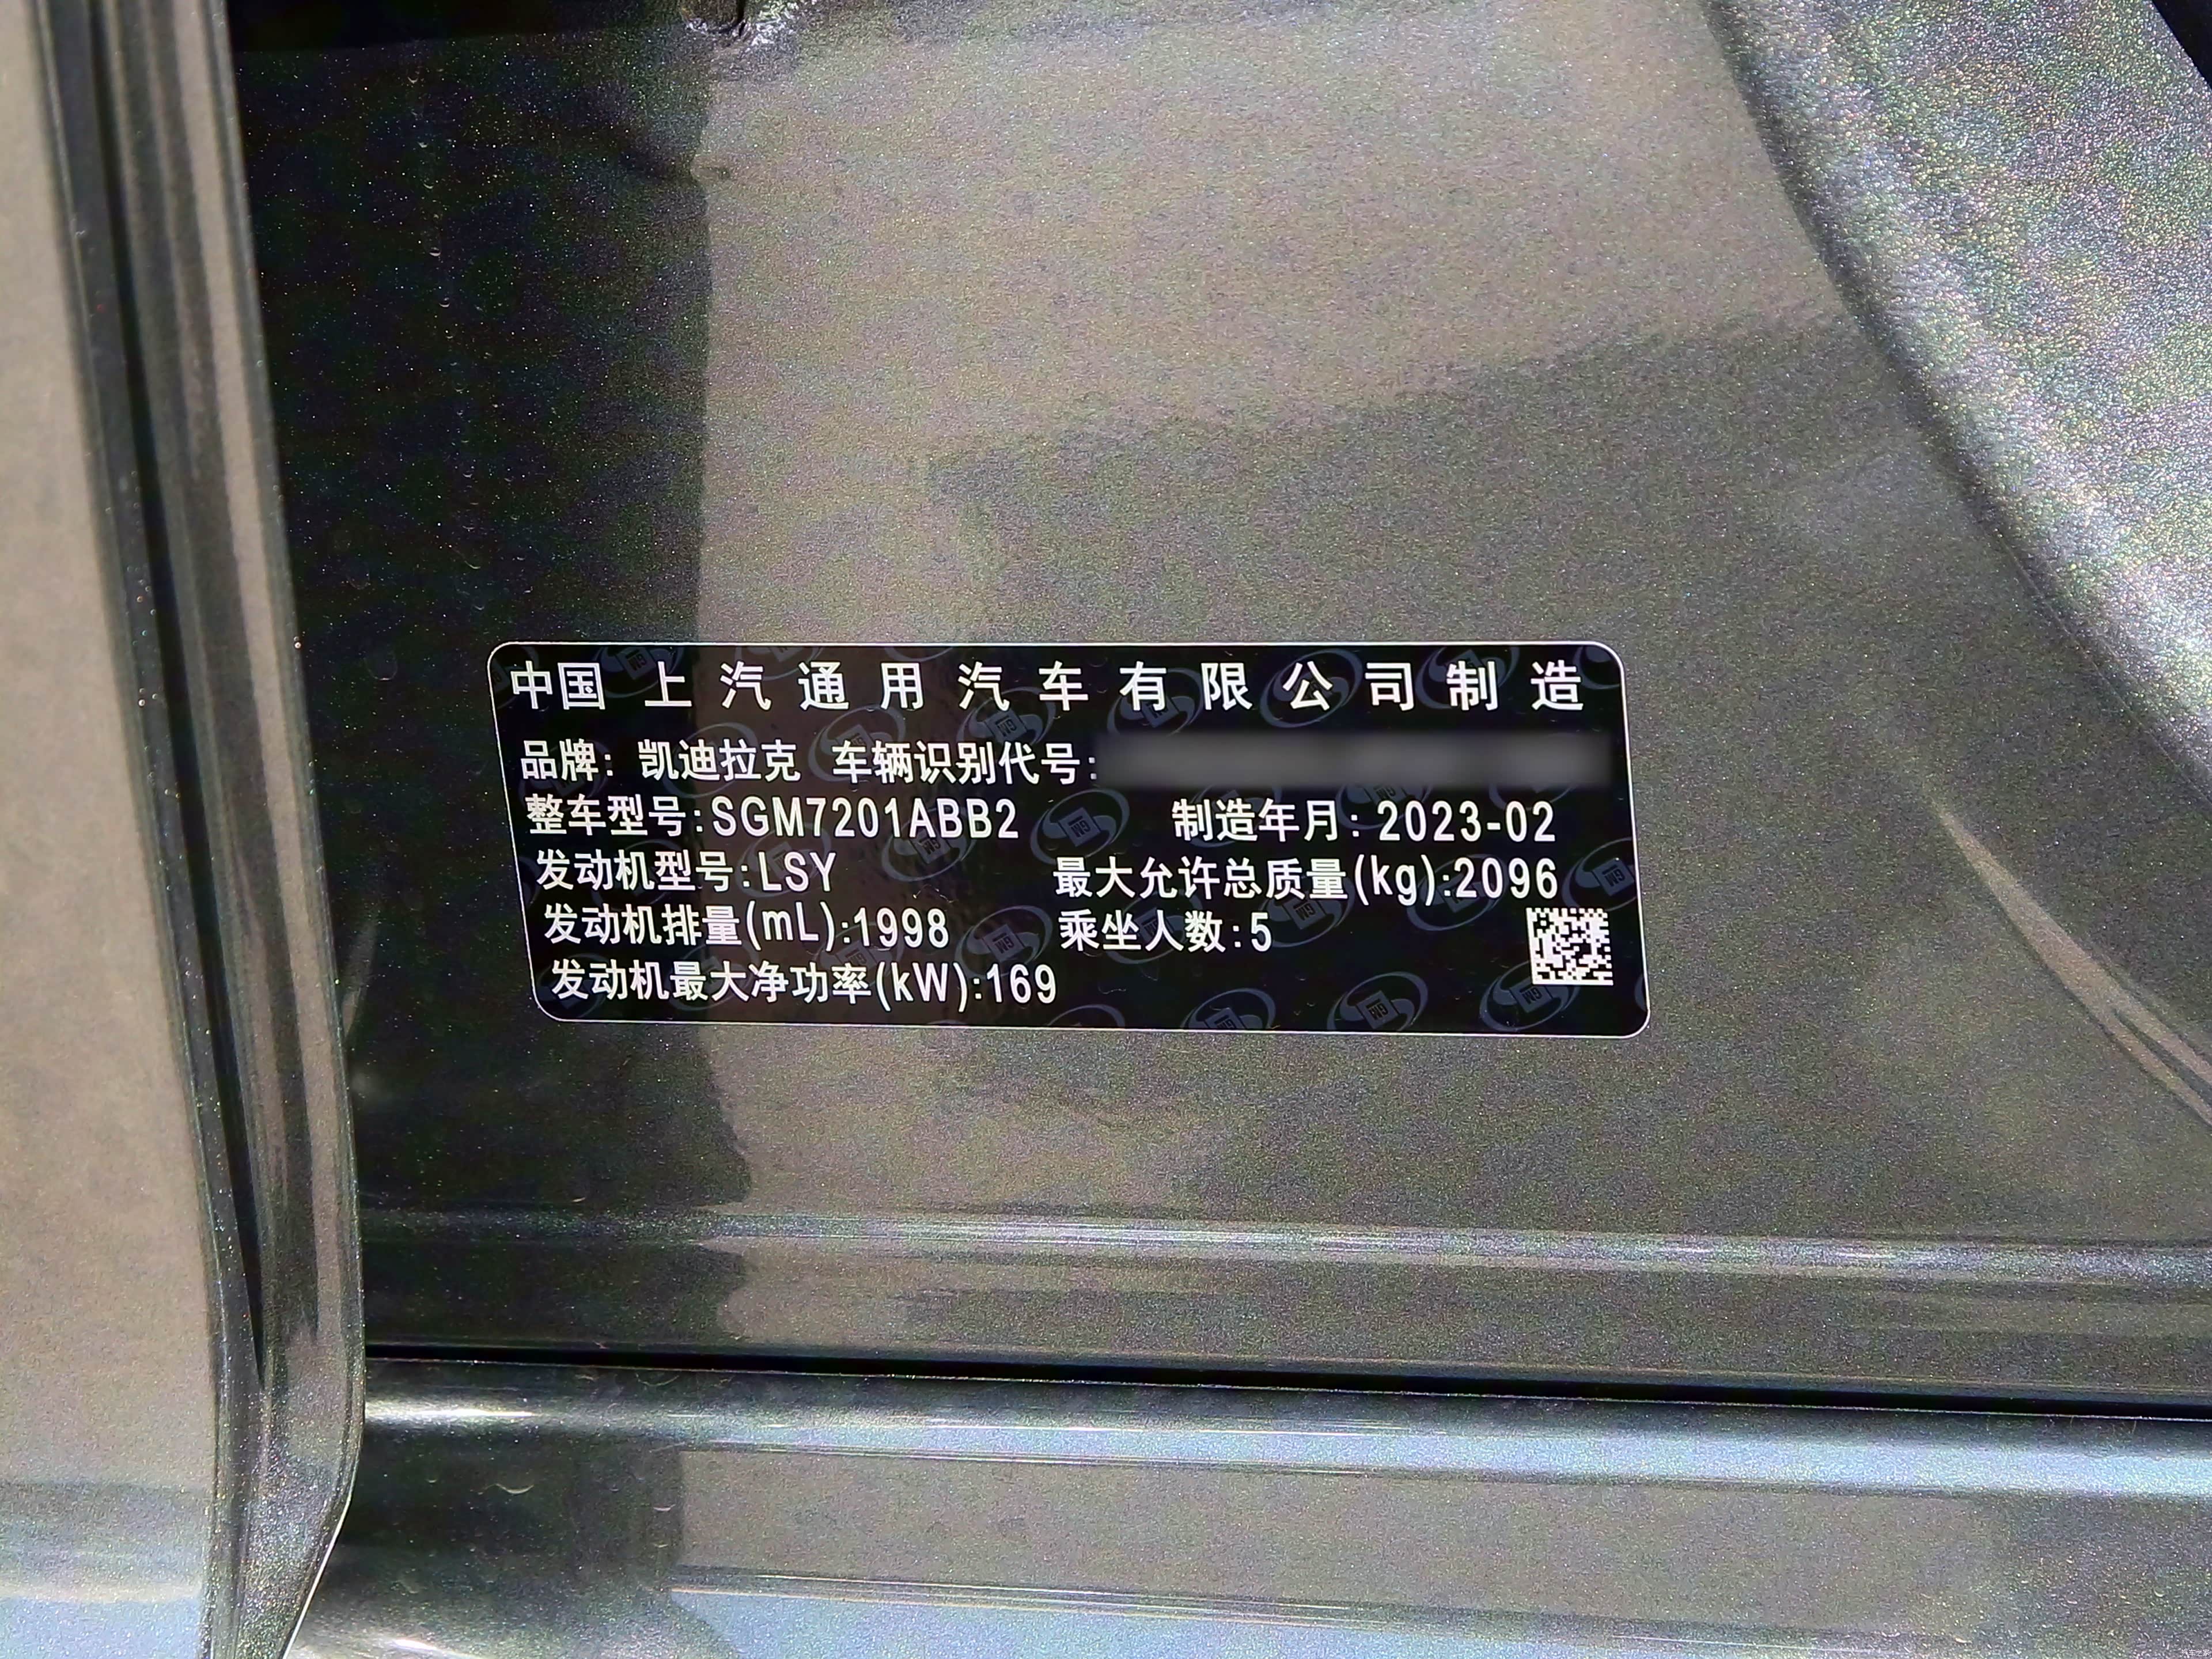 中国上汽通用汽车有限公司制造
品牌: 凯迪拉克 车辆识别代号:
整车型号:SGM7201ABB2 制造年月: 2023-02
发动机型号:LSY 最大允许总质量(kg):2096
发动机排量(mL):1998 乘坐人数:5
发动机最大净功率(kW):169